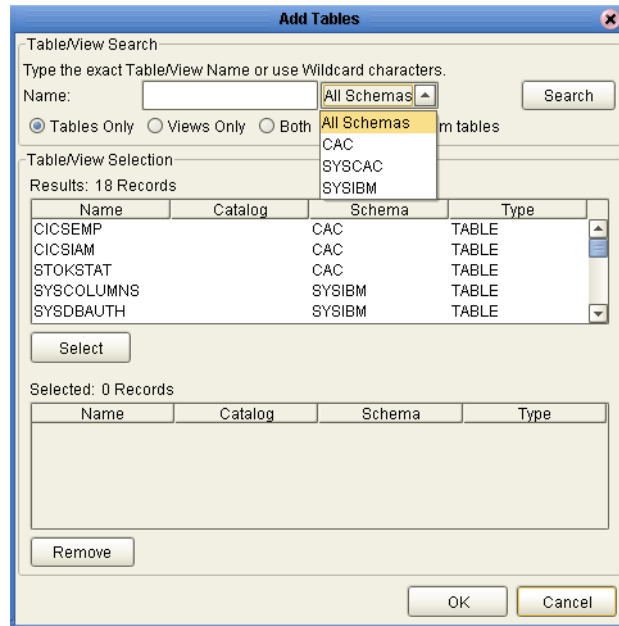 Add Tables
Table/View Search
Type the exact Table/View Name or use Wildcard characters.
Name: All Schemas Search
Tables Only Views Only Both m tables
All Schemas
CAC
SYSCAC
SYSIBM
Table/View Selection
Results: 18 Records
Name Catalog Schema Type
CICSEMP CAC TABLE
CICSIAM CAC TABLE
STOKSTAT CAC TABLE
SYSCOLUMNS SYSIBM TABLE
SYSDBAUTH SYSIBM TABLE
Select
Selected: 0 Records
Name Catalog Schema Type
Remove
OK Cancel